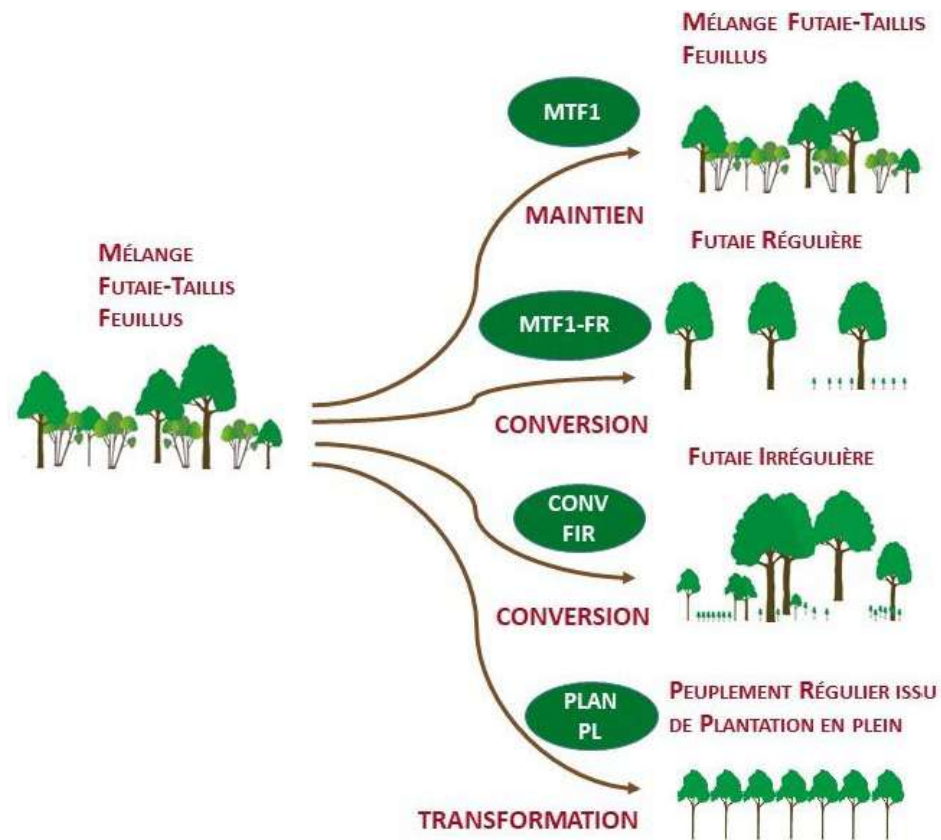 MÉLANGE FUTAIE-TAILLIS
FEUILLUS
MTF1
MAINTIEN
MÉLANGE
FUTAIE-TAILLIS
FEUILLUS
FUTAIE RÉGULIÈRE
MTF1-FR
CONVERSION
FUTAIE IRRÉGULIÈRE
CONV
FIR
CONVERSION
PLAN
PL
PEUPLEMENT RÉGULIER ISSU
DE PLANTATION EN PLEIN
TRANSFORMATION